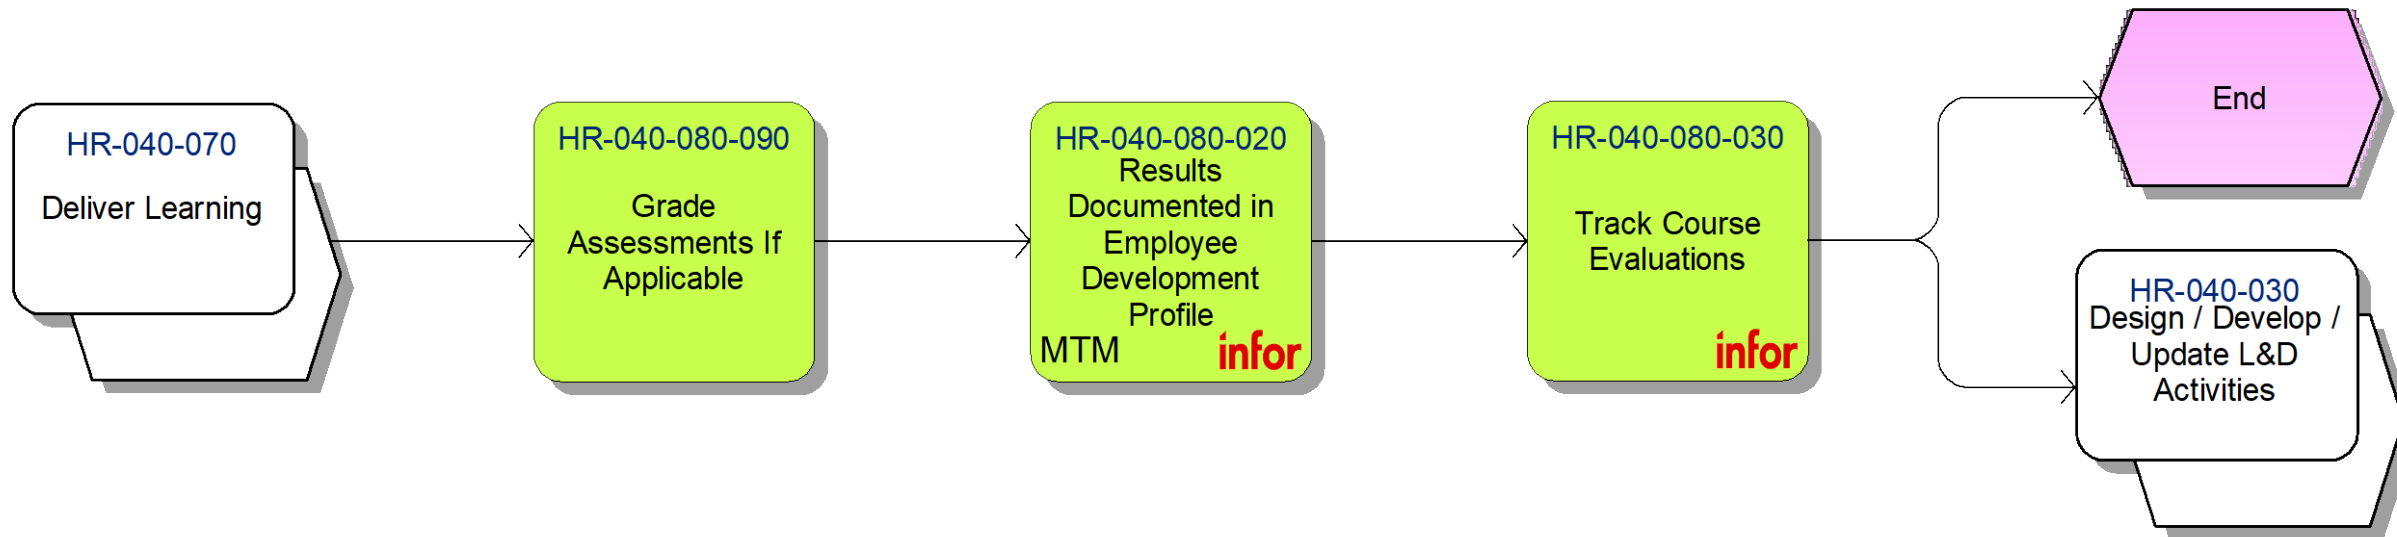 HR-040-070
Deliver Learning
HR-040-080-090
Grade
Assessments If
Applicable
HR-040-080-020
Results
Documented in
Employee
Development
Profile
MTM
infor
HR-040-080-030
Track Course
Evaluations
infor
End
HR-040-030
Design / Develop /
Update L&D
Activities